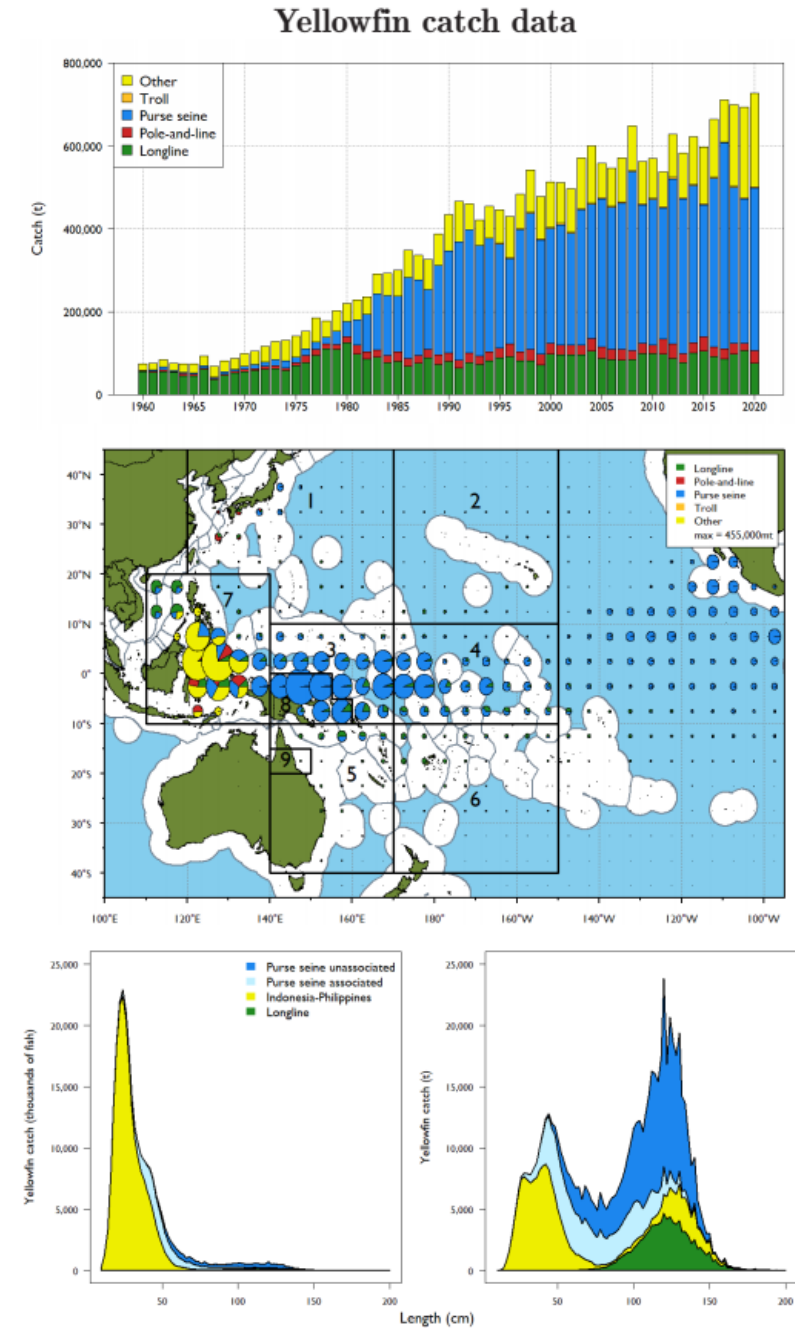 Yellowfin catch data
800,000
600,000
400,000
200,000
0
Catch (t)
Other
Troll
Purse seine
Pole-and-line
Longline
1960 1965 1970 1975 1980 1985 1990 1995 2000 2005 2010 2015 2020
40°N
30°N
20°N
10°N
0°
10°S
20°S
30°S
40°S
1
2
3
4
5
6
7
8
9
Longline
Pole-and-line
Purse seine
Troll
Other
max = 455,000mt
100°E 120°E 140°E 160°E 180° 160°W 140°W 120°W 100°W
25,000
20,000
15,000
10,000
5,000
0
Yellowfin catch (thousands of fish)
Purse seine unassociated
Purse seine associated
Indonesia-Philippines
Longline
50 100 150 200
25,000
20,000
15,000
10,000
5,000
0
Yellowfin catch (t)
50 100 150 200
Length (cm)